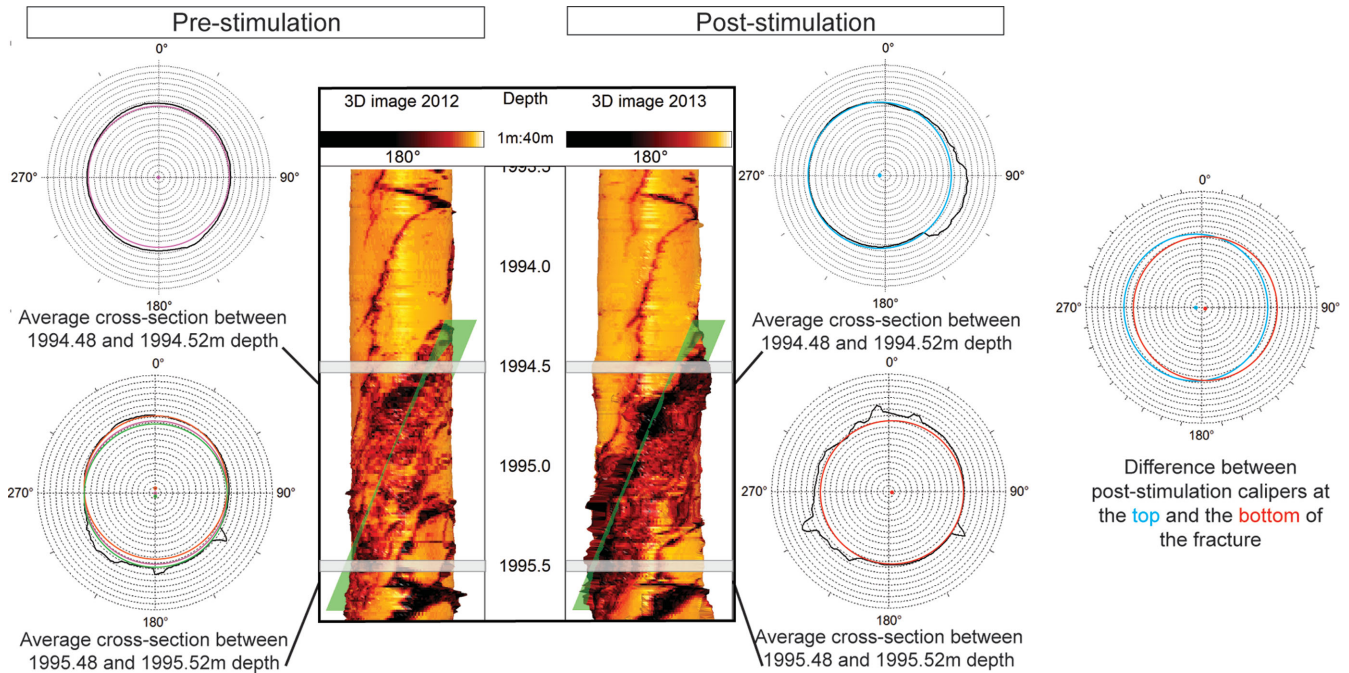 Pre-stimulation
Post-stimulation
0°
270°
90°
180°
Average cross-section between
1994.48 and 1994.52m depth
0°
270°
90°
180°
Average cross-section between
1995.48 and 1995.52m depth
3D image 2012
Depth
3D image 2013
1m:40m
180°
180°
1993.5
1994.0
1994.5
1995.0
1995.5
0°
270°
90°
180°
Average cross-section between
1994.48 and 1994.52m depth
0°
270°
90°
180°
Average cross-section between
1995.48 and 1995.52m depth
0°
270°
90°
180°
Difference between
post-stimulation calipers at
the top and the bottom of
the fracture